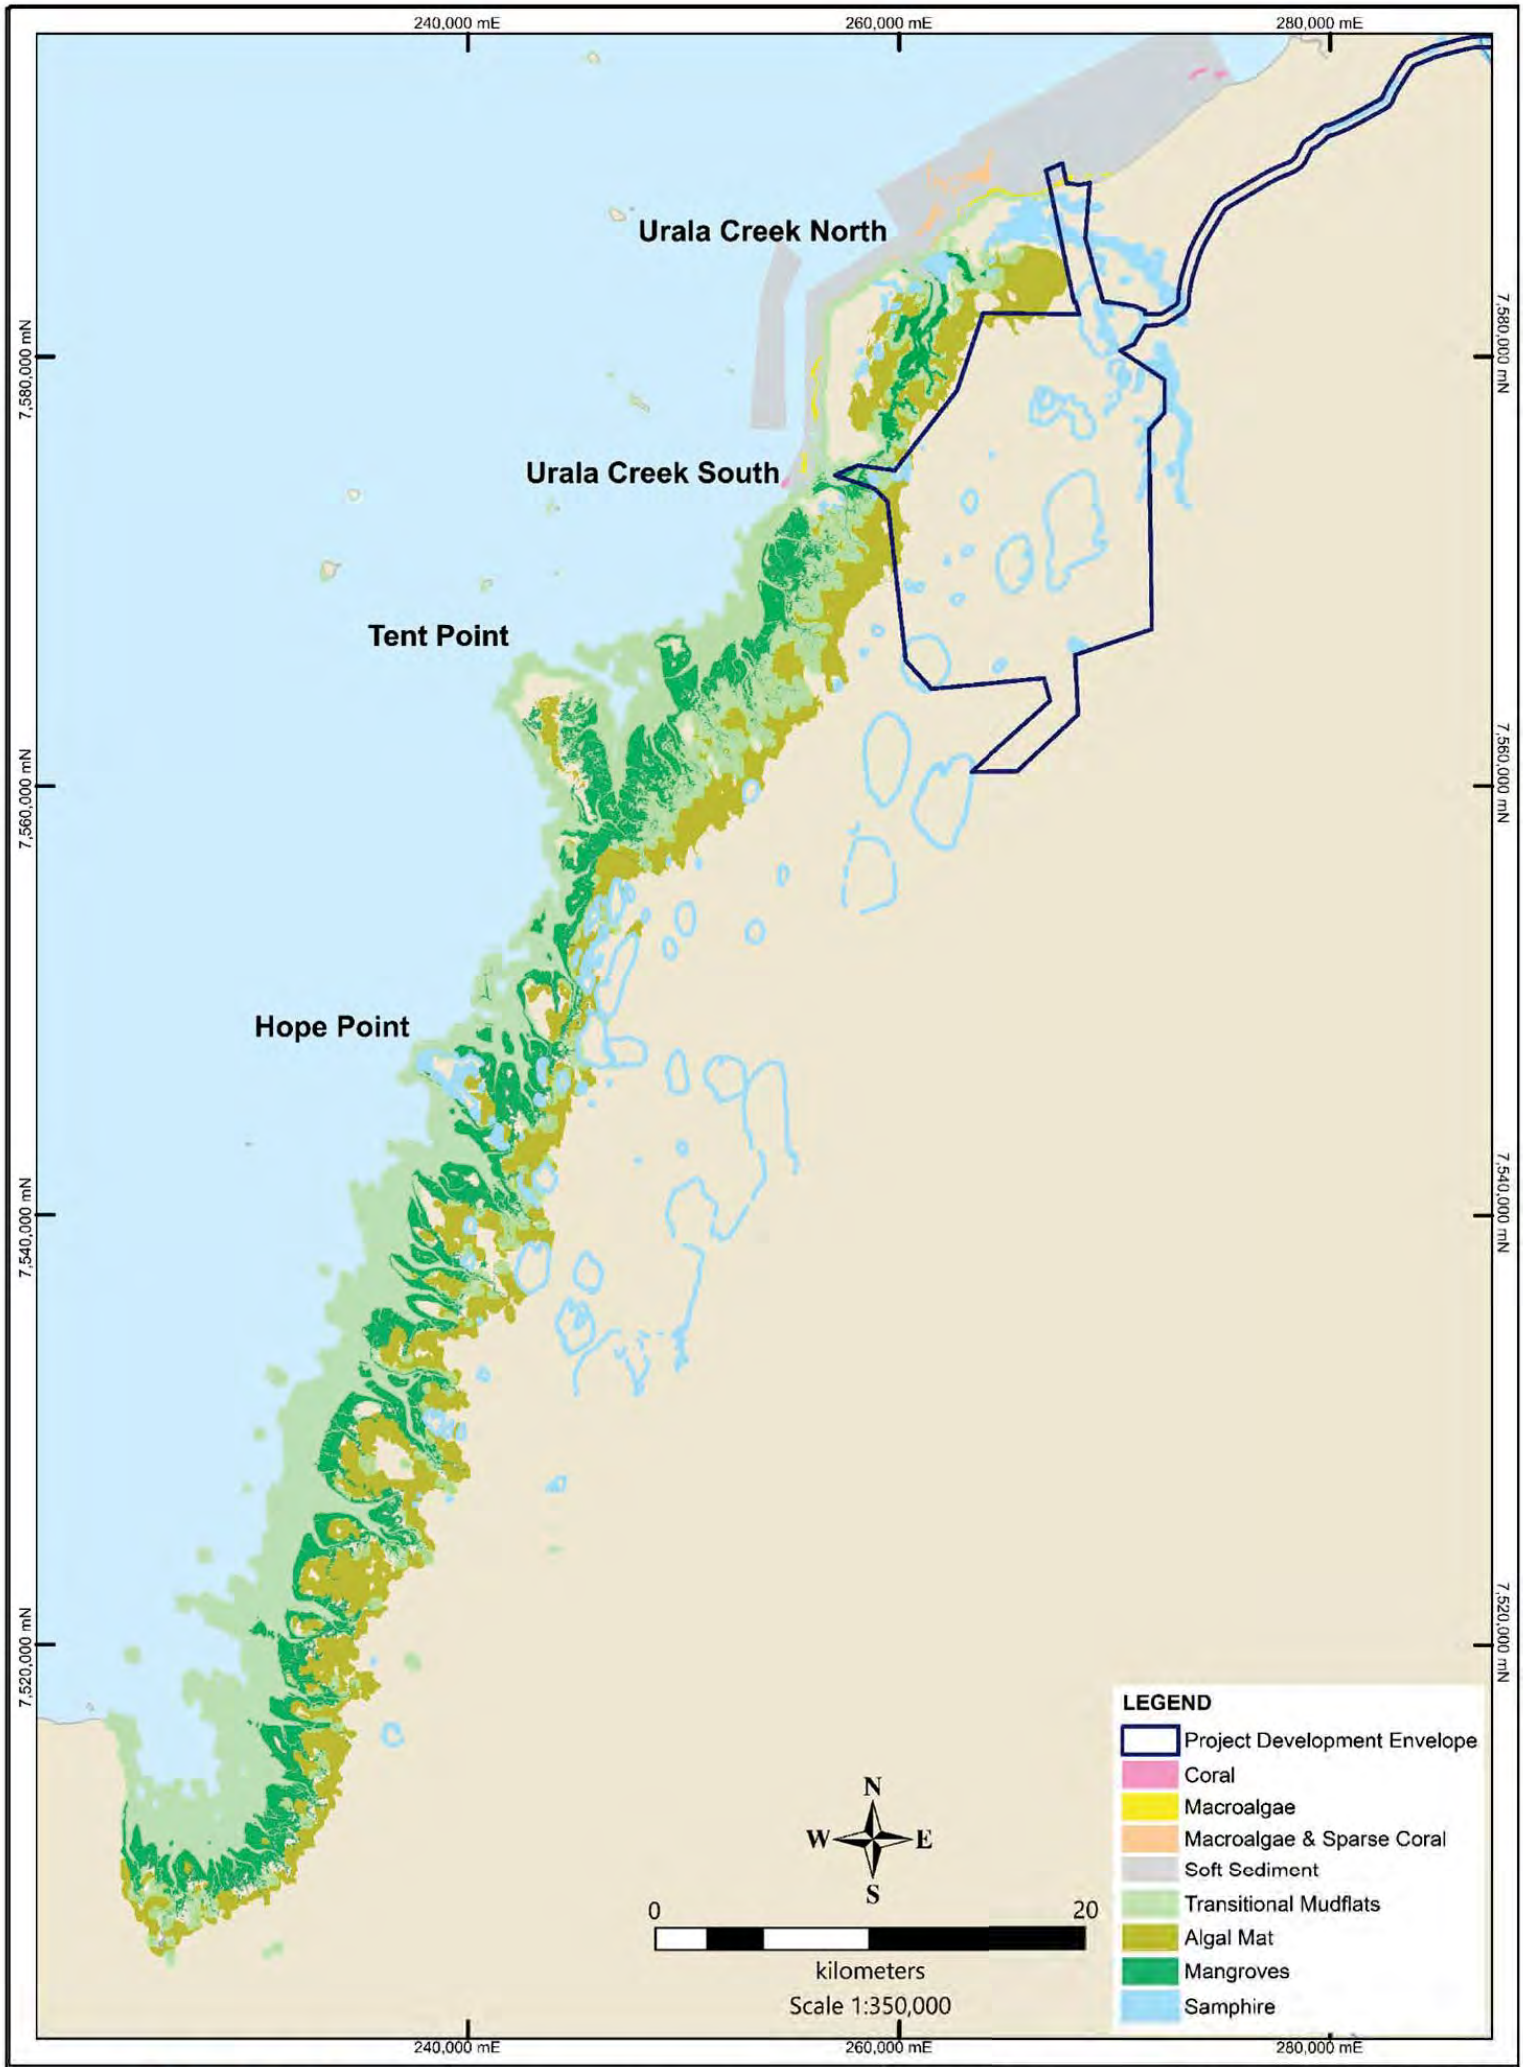 240,000 mE
260,000 mE
280,000 mE
Urala Creek North
7,580,000 mN
7,580,000 mN
Urala Creek South
Tent Point
7,560,000 mN
7,560,000 mN
Hope Point
7,540,000 mN
7,540,000 mN
7,520,000 mN
7,520,000 mN
LEGEND
Project Development Envelope
Coral
Macroalgae
Macroalgae & Sparse Coral
Soft Sediment
Transitional Mudflats
Algal Mat
Mangroves
Samphire
N
W
E
S
0
20
kilometers
Scale 1:350,000
240,000 mE
260,000 mE
280,000 mE